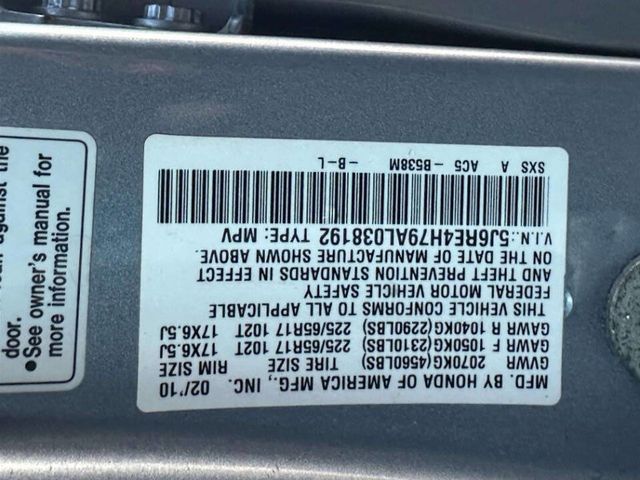 MFD. BY HONDA OF AMERICA MFG., INC. 02/'10
GVWR 2070KG(4560LBS) TIRE SIZE RIM SIZE
GAWR F 1050KG(2310LBS) 225/65R17 102T 17X6.5J
GAWR R 1040KG(2290LBS) 225/65R17 102T 17X6.5J
THIS VEHICLE CONFORMS TO ALL APPLICABLE
FEDERAL MOTOR VEHICLE SAFETY
AND THEFT PREVENTION STANDARDS IN EFFECT
ON THE DATE OF MANUFACTURE SHOWN ABOVE.
V.I.N.:5J6RE4H79AL038192 TYPE: MPV
SXS A AC5 -B538M -B-L
against the
door.
●See owner's manual for
more information.